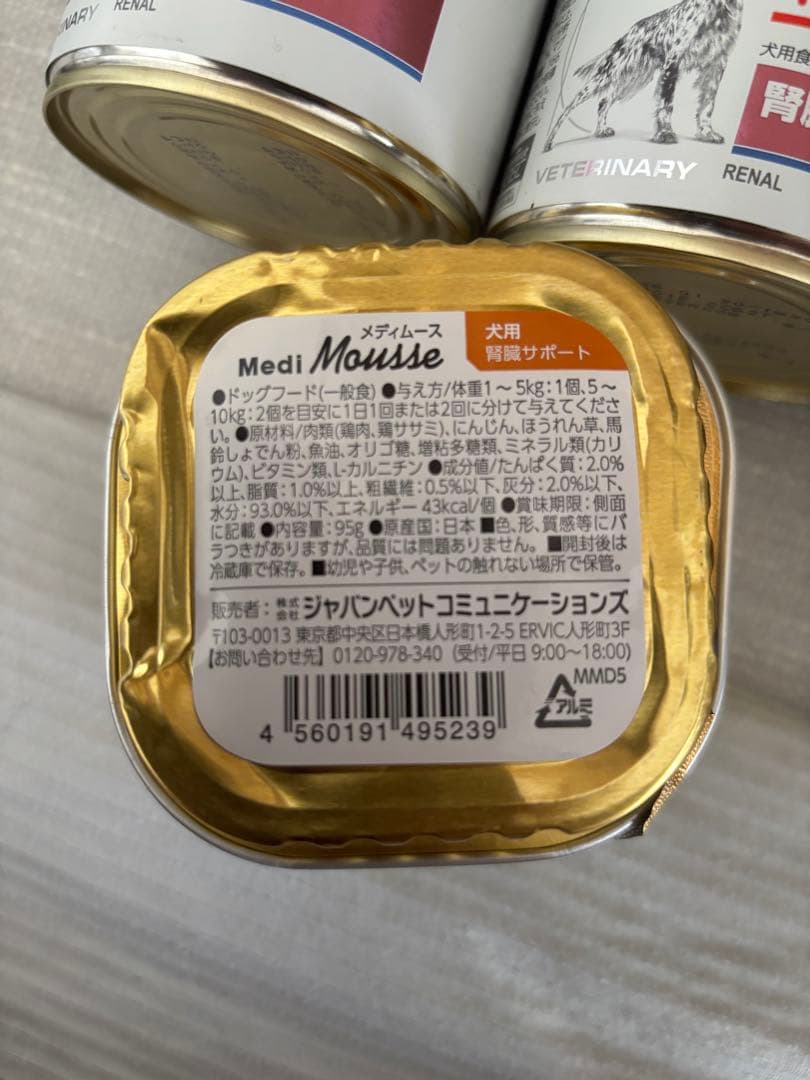 VETERINARY
RENAL
犬用食
腎臓
VETERINARY
RENAL
メディムース
Medi Mousse
犬用
腎臓サポート
●ドッグフード(一般食) ●与え方/体重1〜5kg:1個、5〜
10kg:2個を目安に1日1回または2回に分けて与えてくださ
い。●原材料/肉類(鶏肉、鶏ササミ)、にんじん、ほうれん草、馬
鈴しょでん粉、魚油、オリゴ糖、増粘多糖類、ミネラル類(カリ
ウム)、ビタミン類、L-カルニチン ●成分値/たんぱく質:2.0%
以上、脂質:1.0%以上、粗繊維:0.5%以下、灰分:2.0%以下、
水分:93.0%以下、エネルギー 43kcal/個 ●賞味期限:側面
に記載 ●内容量:95g ●原産国:日本 ■色、形、質感等にバ
ラつきがありますが、品質には問題ありません。 ■開封後は
冷蔵庫で保存。■幼児や子供、ペットの触れない場所で保管。
販売者:株式会社ジャパンペットコミュニケーションズ
〒103-0013 東京都中央区日本橋人形町1-2-5 ERVIC人形町3F
【お問い合わせ先】0120-978-340 (受付/平日 9:00〜18:00)
MMD5
アルミ
4 560191 495239